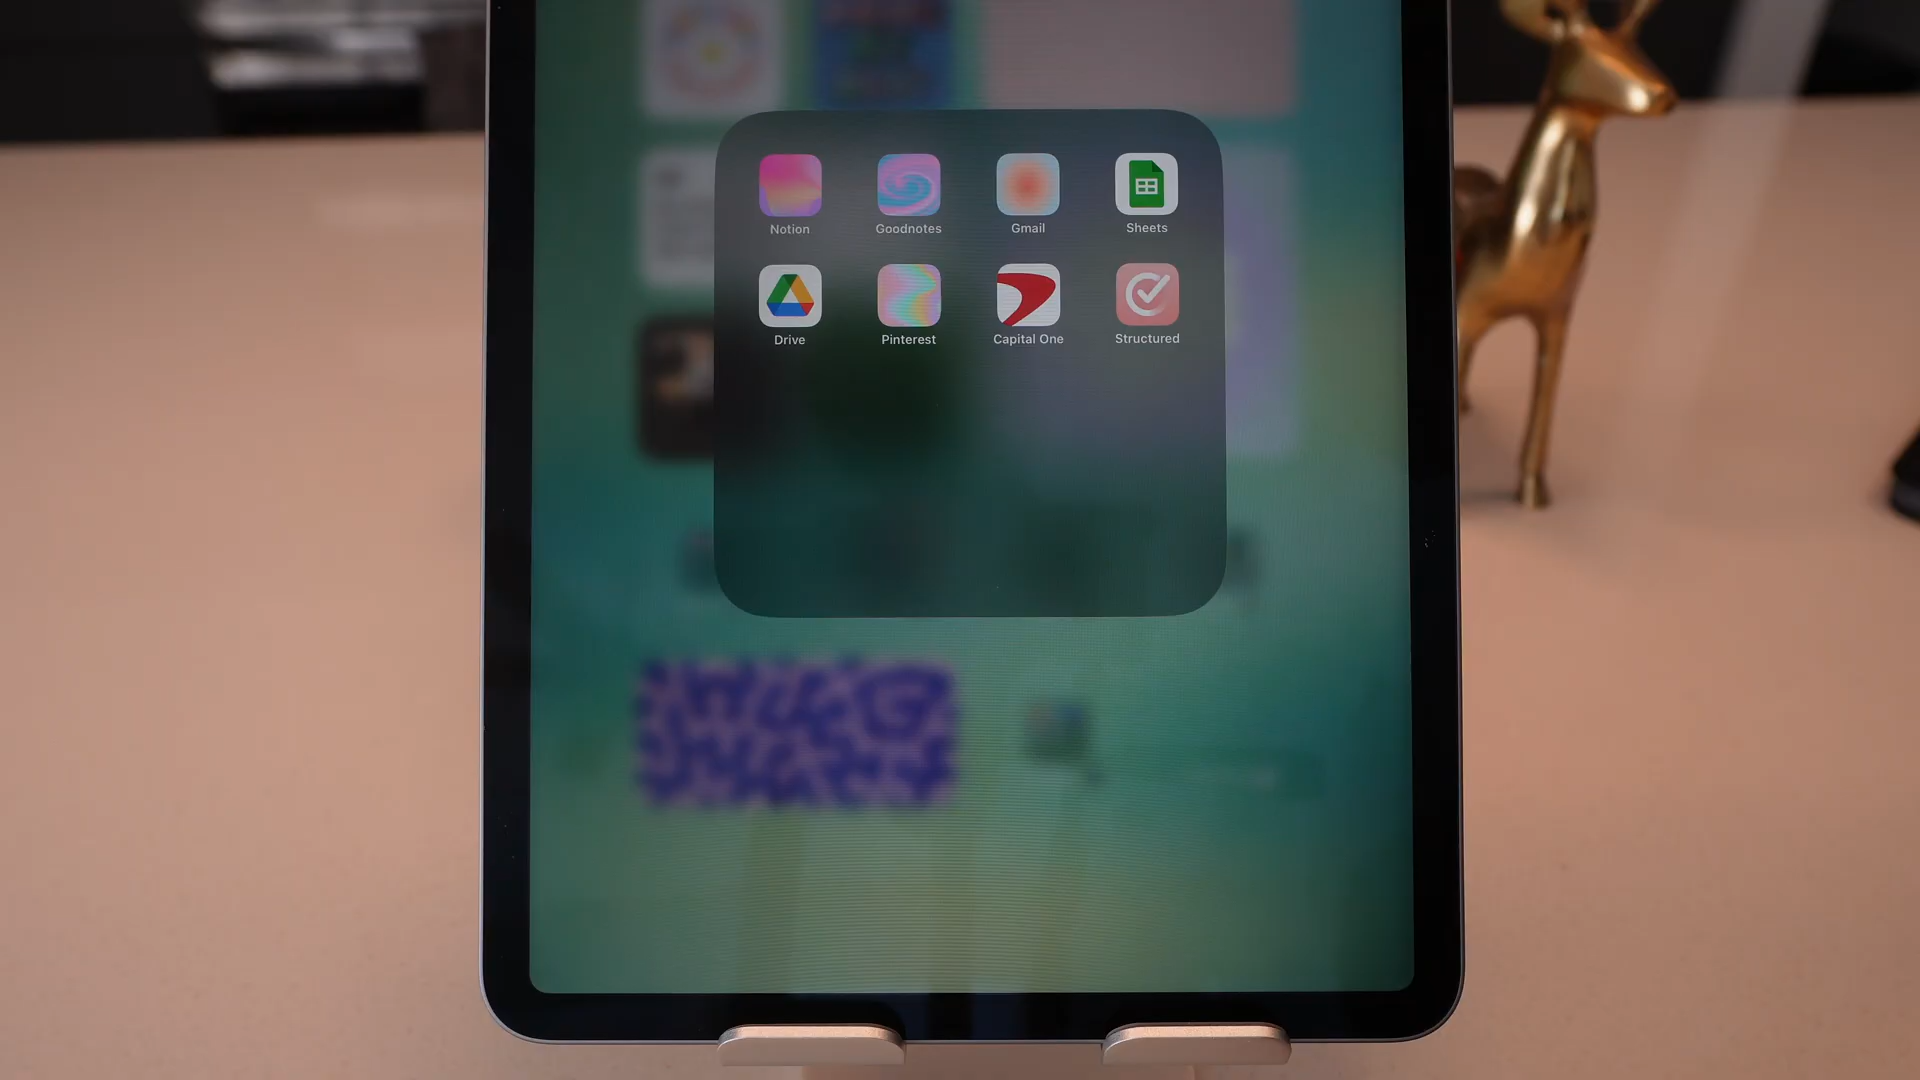 Notion Goodnotes Gmail Sheets
Drive Pinterest Capital One Structured